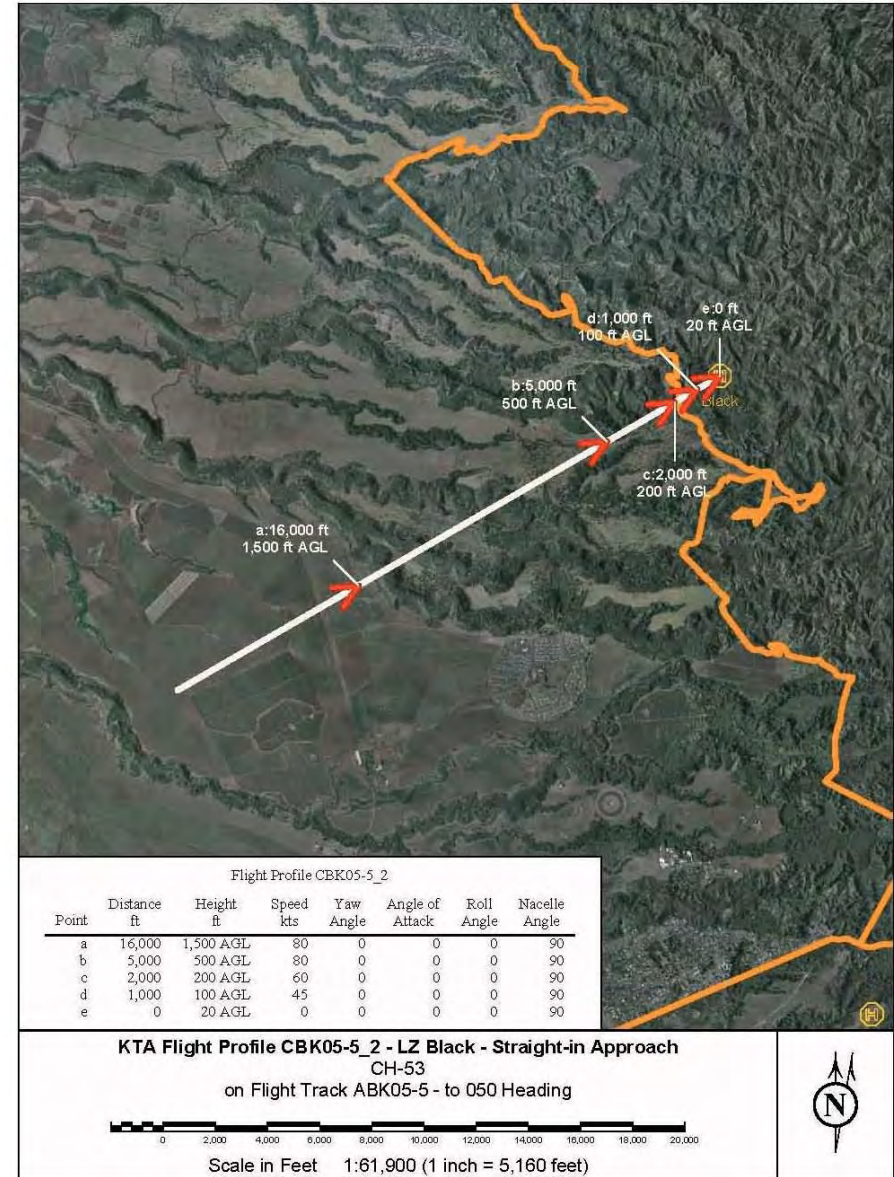 e:0 ft
20 ft AGL
d:1,000 ft
100 ft AGL
H
Black
b:5,000 ft
500 ft AGL
c:2,000 ft
200 ft AGL
a:16,000 ft
1,500 ft AGL
H
Flight Profile CBK05-5_2
Point Distance ft Height ft Speed kts Yaw Angle Angle of Attack Roll Angle Nacelle Angle
a 16,000 1,500 AGL 80 0 0 0 90
b 5,000 500 AGL 80 0 0 0 90
c 2,000 200 AGL 60 0 0 0 90
d 1,000 100 AGL 45 0 0 0 90
e 0 20 AGL 0 0 0 0 90
KTA Flight Profile CBK05-5_2 - LZ Black - Straight-in Approach
CH-53
on Flight Track ABK05-5 - to 050 Heading
0 2,000 4,000 6,000 8,000 10,000 12,000 14,000 16,000 18,000 20,000
Scale in Feet 1:61,900 (1 inch = 5,160 feet)
N